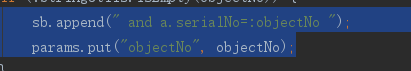 sb.append(" and a.serialNo=:objectNo ");
params.put("objectNo", objectNo);